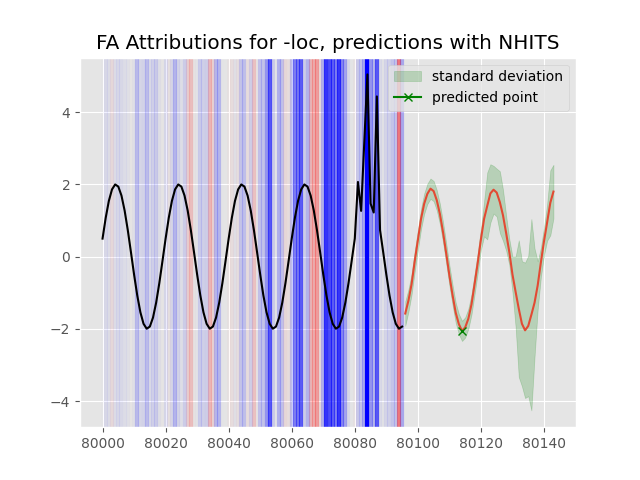 FA Attributions for -loc, predictions with NHITS
standard deviation
predicted point
4
2
0
−2
−4
80000 80020 80040 80060 80080 80100 80120 80140